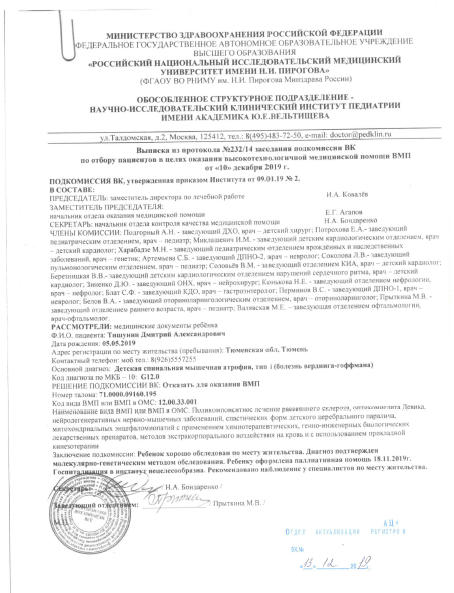 МИНИСТЕРСТВО ЗДРАВООХРАНЕНИЯ РОССИЙСКОЙ ФЕДЕРАЦИИ
ФЕДЕРАЛЬНОЕ ГОСУДАРСТВЕННОЕ АВТОНОМНОЕ ОБРАЗОВАТЕЛЬНОЕ УЧРЕЖДЕНИЕ
ВЫСШЕГО ОБРАЗОВАНИЯ
«РОССИЙСКИЙ НАЦИОНАЛЬНЫЙ ИССЛЕДОВАТЕЛЬСКИЙ МЕДИЦИНСКИЙ
УНИВЕРСИТЕТ ИМЕНИ Н.И. ПИРОГОВА»
(ФГАОУ ВО РНИМУ им. Н.И. Пирогова Минздрава России)
ОБОСОБЛЕННОЕ СТРУКТУРНОЕ ПОДРАЗДЕЛЕНИЕ -
НАУЧНО-ИССЛЕДОВАТЕЛЬСКИЙ КЛИНИЧЕСКИЙ ИНСТИТУТ ПЕДИАТРИИ
ИМЕНИ АКАДЕМИКА Ю.Е.ВЕЛЬТИЩЕВА
ул.Талдомская, д.2, Москва, 125412, тел.: 8(495)483-72-50, e-mail: doctor@pedklin.ru
Выписка из протокола №232/14 заседания подкомиссии ВК
по отбору пациентов в целях оказания высокотехнологичной медицинской помощи ВМП
от «10» декабря 2019 г.
ПОДКОМИССИЯ ВК, утвержденная приказом Института от 09.01.19 № 2.
В СОСТАВЕ:
ПРЕДСЕДАТЕЛЬ: заместитель директора по лечебной работе И.А. Ковалёв
ЗАМЕСТИТЕЛЬ ПРЕДСЕДАТЕЛЯ:
начальник отдела оказания медицинской помощи Е.Г. Агапов
СЕКРЕТАРЬ: начальник отдела контроля качества медицинской помощи Н.А. Бондаренко
ЧЛЕНЫ КОМИССИИ: Подгорный А.Н. - заведующий ДХО, врач – детский хирург; Потрохова Е.А.- заведующий
педиатрическим отделением, врач – педиатр; Миклашевич И.М. - заведующий детским кардиологическим отделением, врач
– детский кардиолог; Харабадзе М.Н. - заведующий педиатрическим отделением врожденных и наследственных
заболеваний, врач – генетик; Артемьева С.Б. - заведующий ДПНО-2, врач – невролог; Соколова Л.В.- заведующий
пульмонологическим отделением, врач – педиатр; Соловьёв В.М. - заведующий отделением КИА, врач – детский кардиолог;
Березницкая В.В.- заведующий детским кардиологическим отделением нарушений сердечного ритма, врач – детский
кардиолог; Зиненко Д.Ю. - заведующий ОНХ, врач – нейрохирург; Конькова Н.Е. - заведующий отделением нефрологии,
врач – нефролог; Блат С.Ф. - заведующий КДО, врач – гастроэнтеролог; Перминов В.С. - заведующий ДПНО-1, врач –
невролог; Белов В.А. - заведующий оториноларингологическим отделением, врач – оториноларинголог; Прыткина М.В. -
заведующий отделением раннего возраста, врач – педиатр; М.Е. – заведующая отделением офтальмологии,
врач-офтальмолог.
РАССМОТРЕЛИ: медицинские документы ребёнка
Ф.И.О. пациента: Тишунин Дмитрий Александрович
Дата рождения: 05.05.2019
Адрес регистрации по месту жительства (пребывания): Тюменская обл, Тюмень
Контактный телефон: моб тел.: 8(926)5557255
Основной диагноз: Детская спинальная мышечная атрофия, тип i (болезнь верднига-гоффмана)
Код диагноза по МКБ – 10: G12.0
РЕШЕНИЕ ПОДКОМИССИИ ВК: Отказать для оказания ВМП
Номер талона: 71.0000.09160.195
Код вида ВМП или ВМП в ОМС: 12.00.33.001
Наименование вида ВМП или ВМП в ОМС: Поликомпонентное лечение рассеянного склероза, оптикомиелита Девика,
нейродегенеративных нервно-мышечных заболеваний, спастических форм детского церебрального паралича,
митохондриальных энцефаломиопатий с применением химиотерапевтических, генно-инженерных биологических
лекарственных препаратов, методов экстракорпорального воздействия на кровь и с использованием прикладной
кинезотерапии
Заключение подкомиссии: Ребенок хорошо обследован по месту жительства. Диагноз подтвержден
молекулярно-генетическим методом обследования. Ребенку оформлена паллиативная помощь 18.11.2019г.
Госпитализация в институт нецелесообразна. Рекомендовано наблюдение у специалистов по месту жительства.
Секретарь Н.А. Бондаренко /
Заведующий отделением: Прыткина М.В. /
ОТДЕЛ АКТУАЛИЗАЦИИ РЕГИСТРОВ
ВХ.№
13 12 19